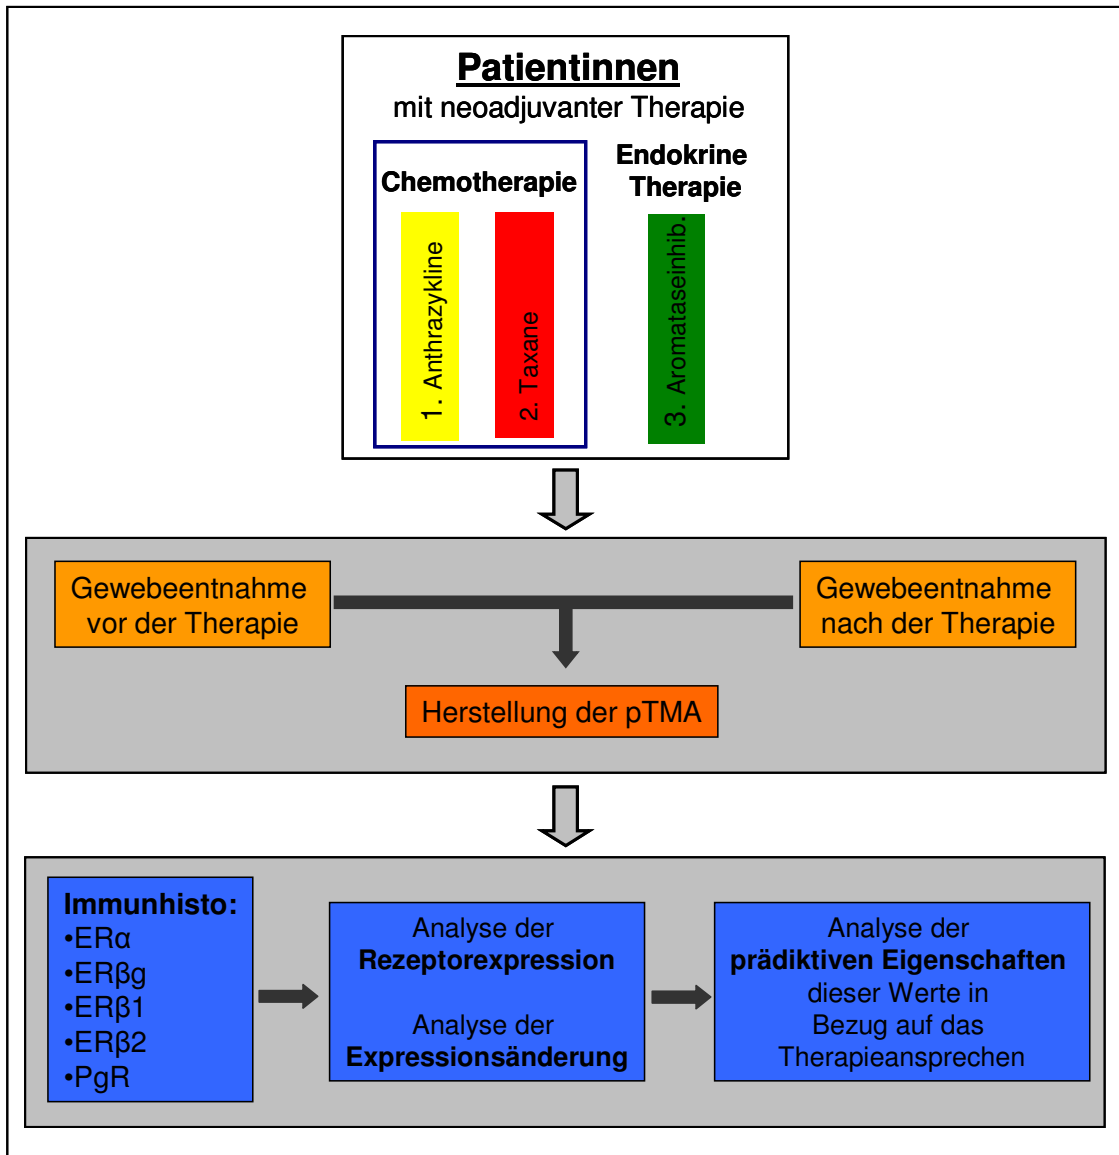 Patientinnen
mit neoadjuvanter Therapie
Chemotherapie
1. Anthrazykline
2. Taxane
Endokrine
Therapie
3. Aromataseinhib.
Gewebeentnahme
vor der Therapie
Gewebeentnahme
nach der Therapie
Herstellung der pTMA
Immunhisto:
•ERα
•ERβg
•ERβ1
•ERβ2
•PgR
Analyse der
Rezeptorexpression
Analyse der
Expressionsänderung
Analyse der
prädiktiven Eigenschaften
dieser Werte in
Bezug auf das
Therapieansprechen